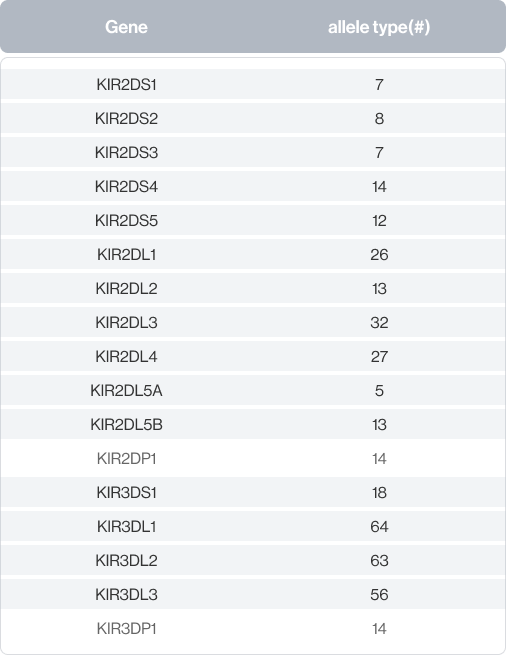 Gene allele type(#)
KIR2DS1 7
KIR2DS2 8
KIR2DS3 7
KIR2DS4 14
KIR2DS5 12
KIR2DL1 26
KIR2DL2 13
KIR2DL3 32
KIR2DL4 27
KIR2DL5A 5
KIR2DL5B 13
KIR2DP1 14
KIR3DS1 18
KIR3DL1 64
KIR3DL2 63
KIR3DL3 56
KIR3DP1 14